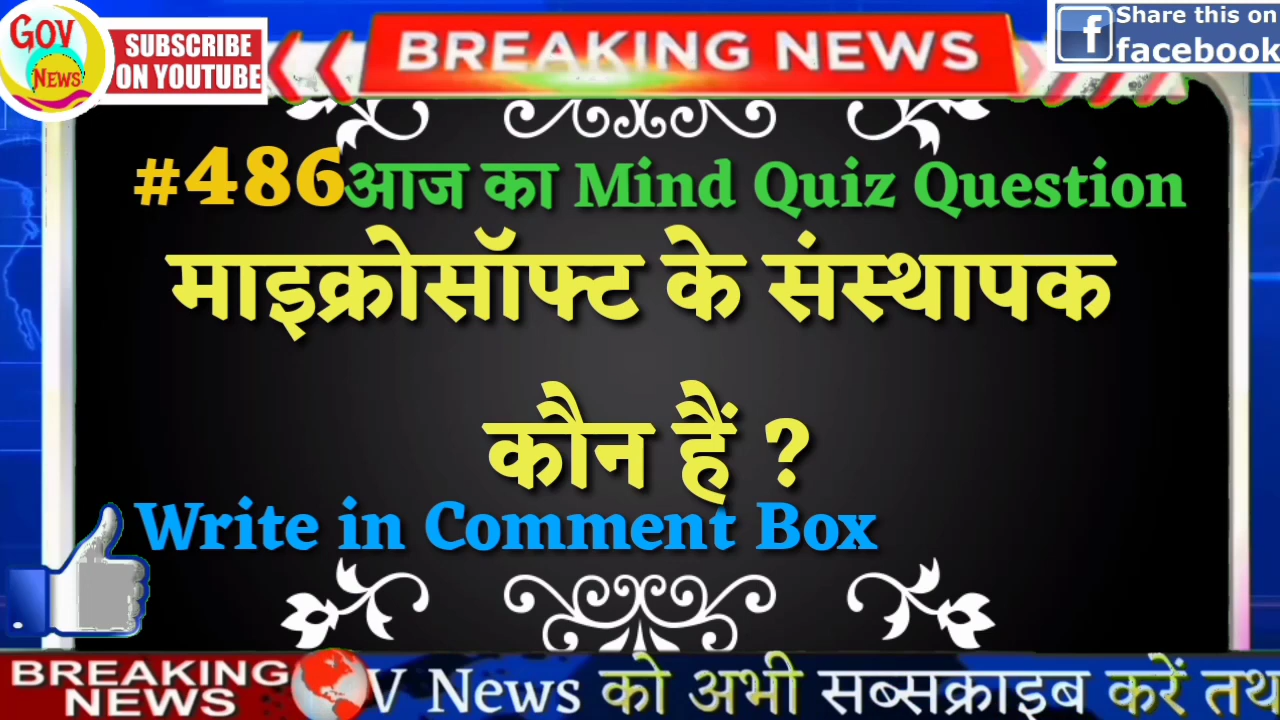 GOV
NEWS
SUBSCRIBE
ON YOUTUBE
BREAKING NEWS
Share this on
facebook
#486आज का Mind Quiz Question
माइक्रोसॉफ्ट के संस्थापक
कौन हैं ?
Write in Comment Box
BREAKING
NEWS
V News को अभी सब्सक्राइब करें तथ